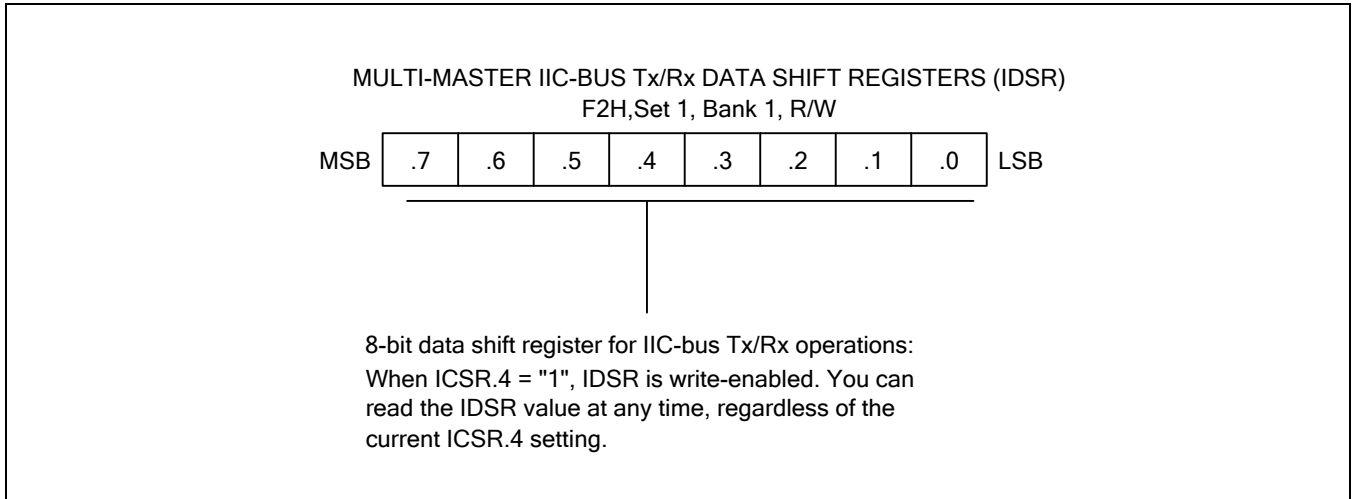 MULTI-MASTER IIC-BUS Tx/Rx DATA SHIFT REGISTERS (IDSR)
F2H,Set 1, Bank 1, R/W
MSB .7 .6 .5 .4 .3 .2 .1 .0 LSB
8-bit data shift register for IIC-bus Tx/Rx operations:
When ICSR.4 = "1", IDSR is write-enabled. You can
read the IDSR value at any time, regardless of the
current ICSR.4 setting.